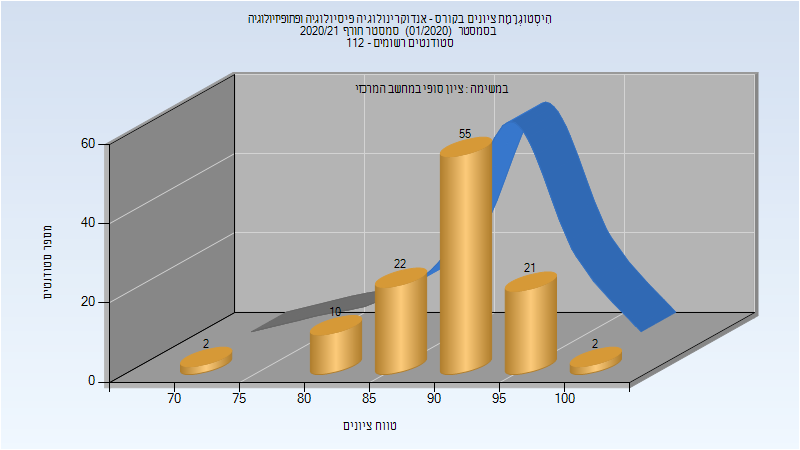 הִיסְטוֹגְרָמַת ציונים בקורס - אנדוקרינולוגיה פיסיולוגיה ופתופיזיולוגיה
בסמסטר (01/2020) סמסטר חורף 2020/21
סטודנטים רשומים - 112
במשימה : ציון סופי במחשב המרכזי
מספר סטודנטים
60
40
20
0
2
10
22
55
21
2
70
75
80
85
90
95
100
טווח ציונים